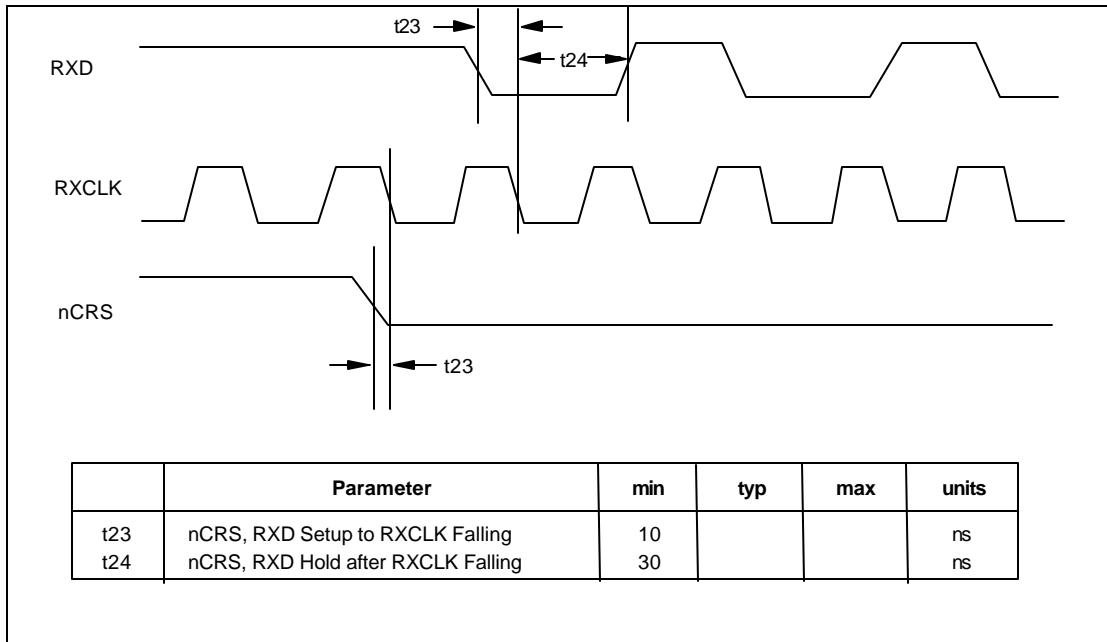 t23
t24
RXD
RXCLK
nCRS
t23
Parameter min typ max units
t23 nCRS, RXD Setup to RXCLK Falling 10 ns
t24 nCRS, RXD Hold after RXCLK Falling 30 ns